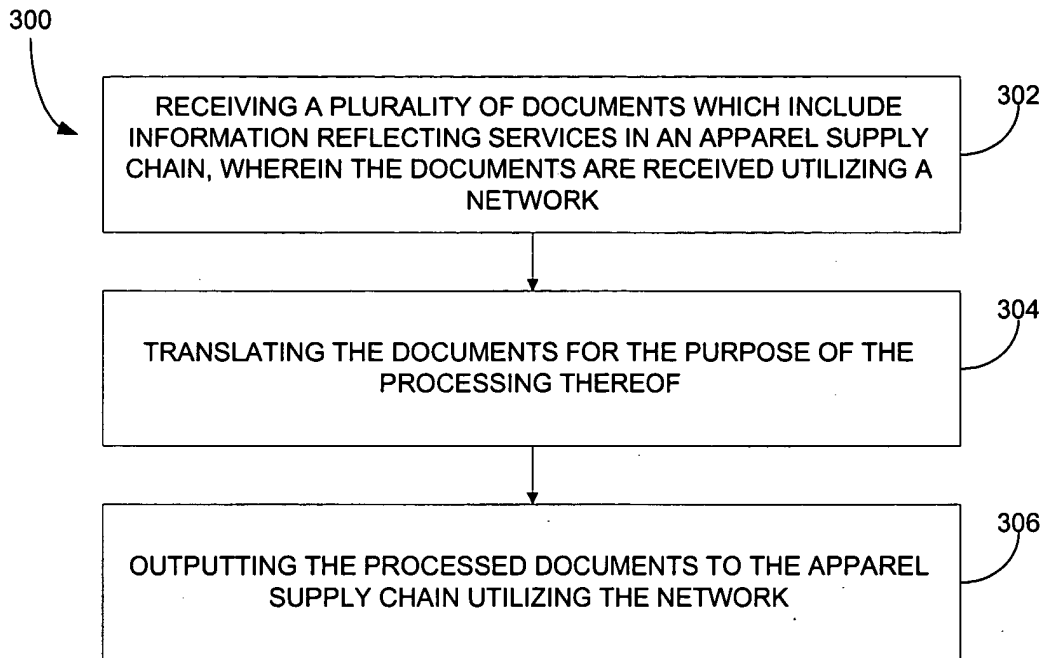 300
RECEIVING A PLURALITY OF DOCUMENTS WHICH INCLUDE
INFORMATION REFLECTING SERVICES IN AN APPAREL SUPPLY
CHAIN, WHEREIN THE DOCUMENTS ARE RECEIVED UTILIZING A
NETWORK
302
TRANSLATING THE DOCUMENTS FOR THE PURPOSE OF THE
PROCESSING THEREOF
304
OUTPUTTING THE PROCESSED DOCUMENTS TO THE APPAREL
SUPPLY CHAIN UTILIZING THE NETWORK
306